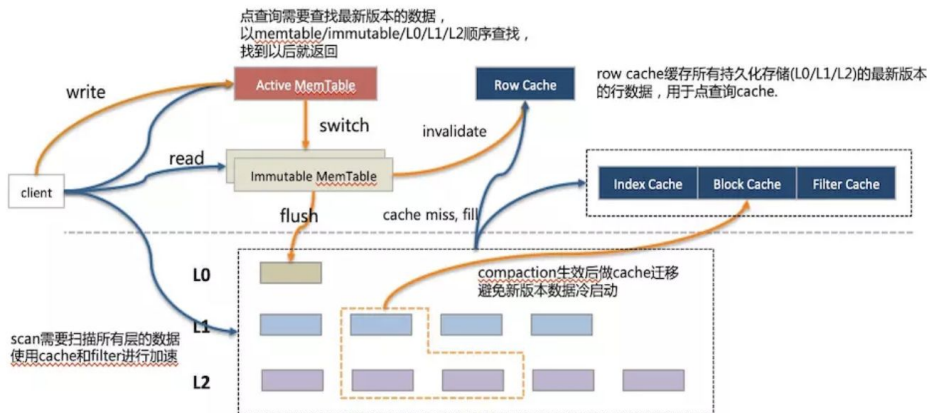 点查询需要查找最新版本的数据，
以memtable/immutable/L0/L1/L2顺序查找，
找到以后就返回
write
Active MemTable
Row Cache
row cache缓存所有持久化存储(L0/L1/L2)的最新版本
的行数据，用于点查询cache.
switch
invalidate
read
client
Immutable MemTable
Index Cache
Block Cache
Filter Cache
flush
cache miss, fill
L0
compaction生效后做cache迁移
避免新版本数据冷启动
L1
scan需要扫描所有层的数据
使用cache和filter进行加速
L2